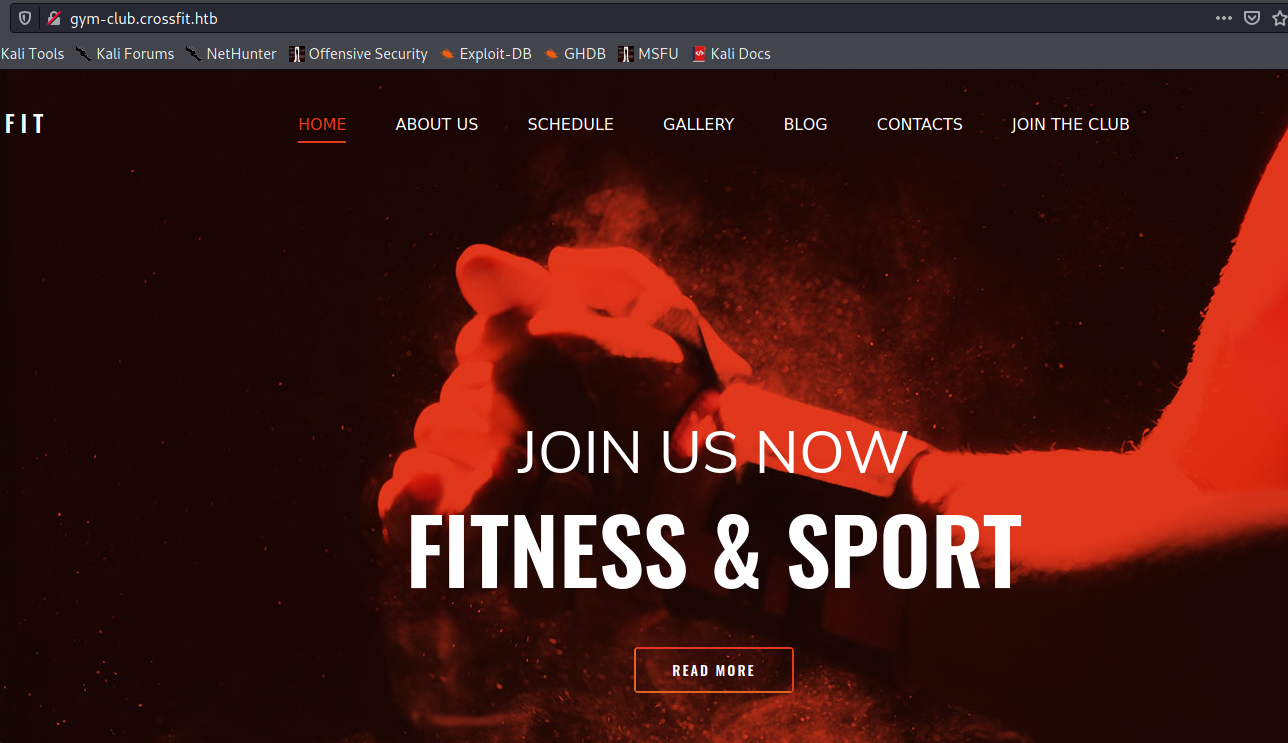 gym-club.crossfit.htb
Kali Tools Kali Forums NetHunter Offensive Security Exploit-DB GHDB MSFU Kali Docs
FIT HOME ABOUT US SCHEDULE GALLERY BLOG CONTACTS JOIN THE CLUB
JOIN US NOW
FITNESS & SPORT
READ MORE